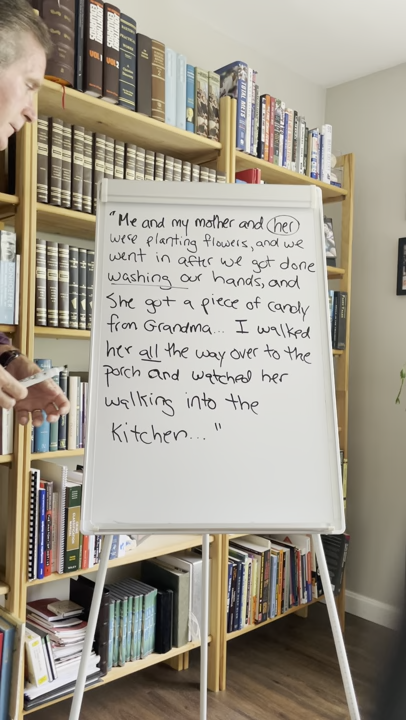 "Me and my mother and her
were planting flowers, and we
went in after we got done
washing our hands, and
She got a piece of candy
from Grandma... I walked
her all the way over to the
porch and watched her
walking into the
kitchen..."